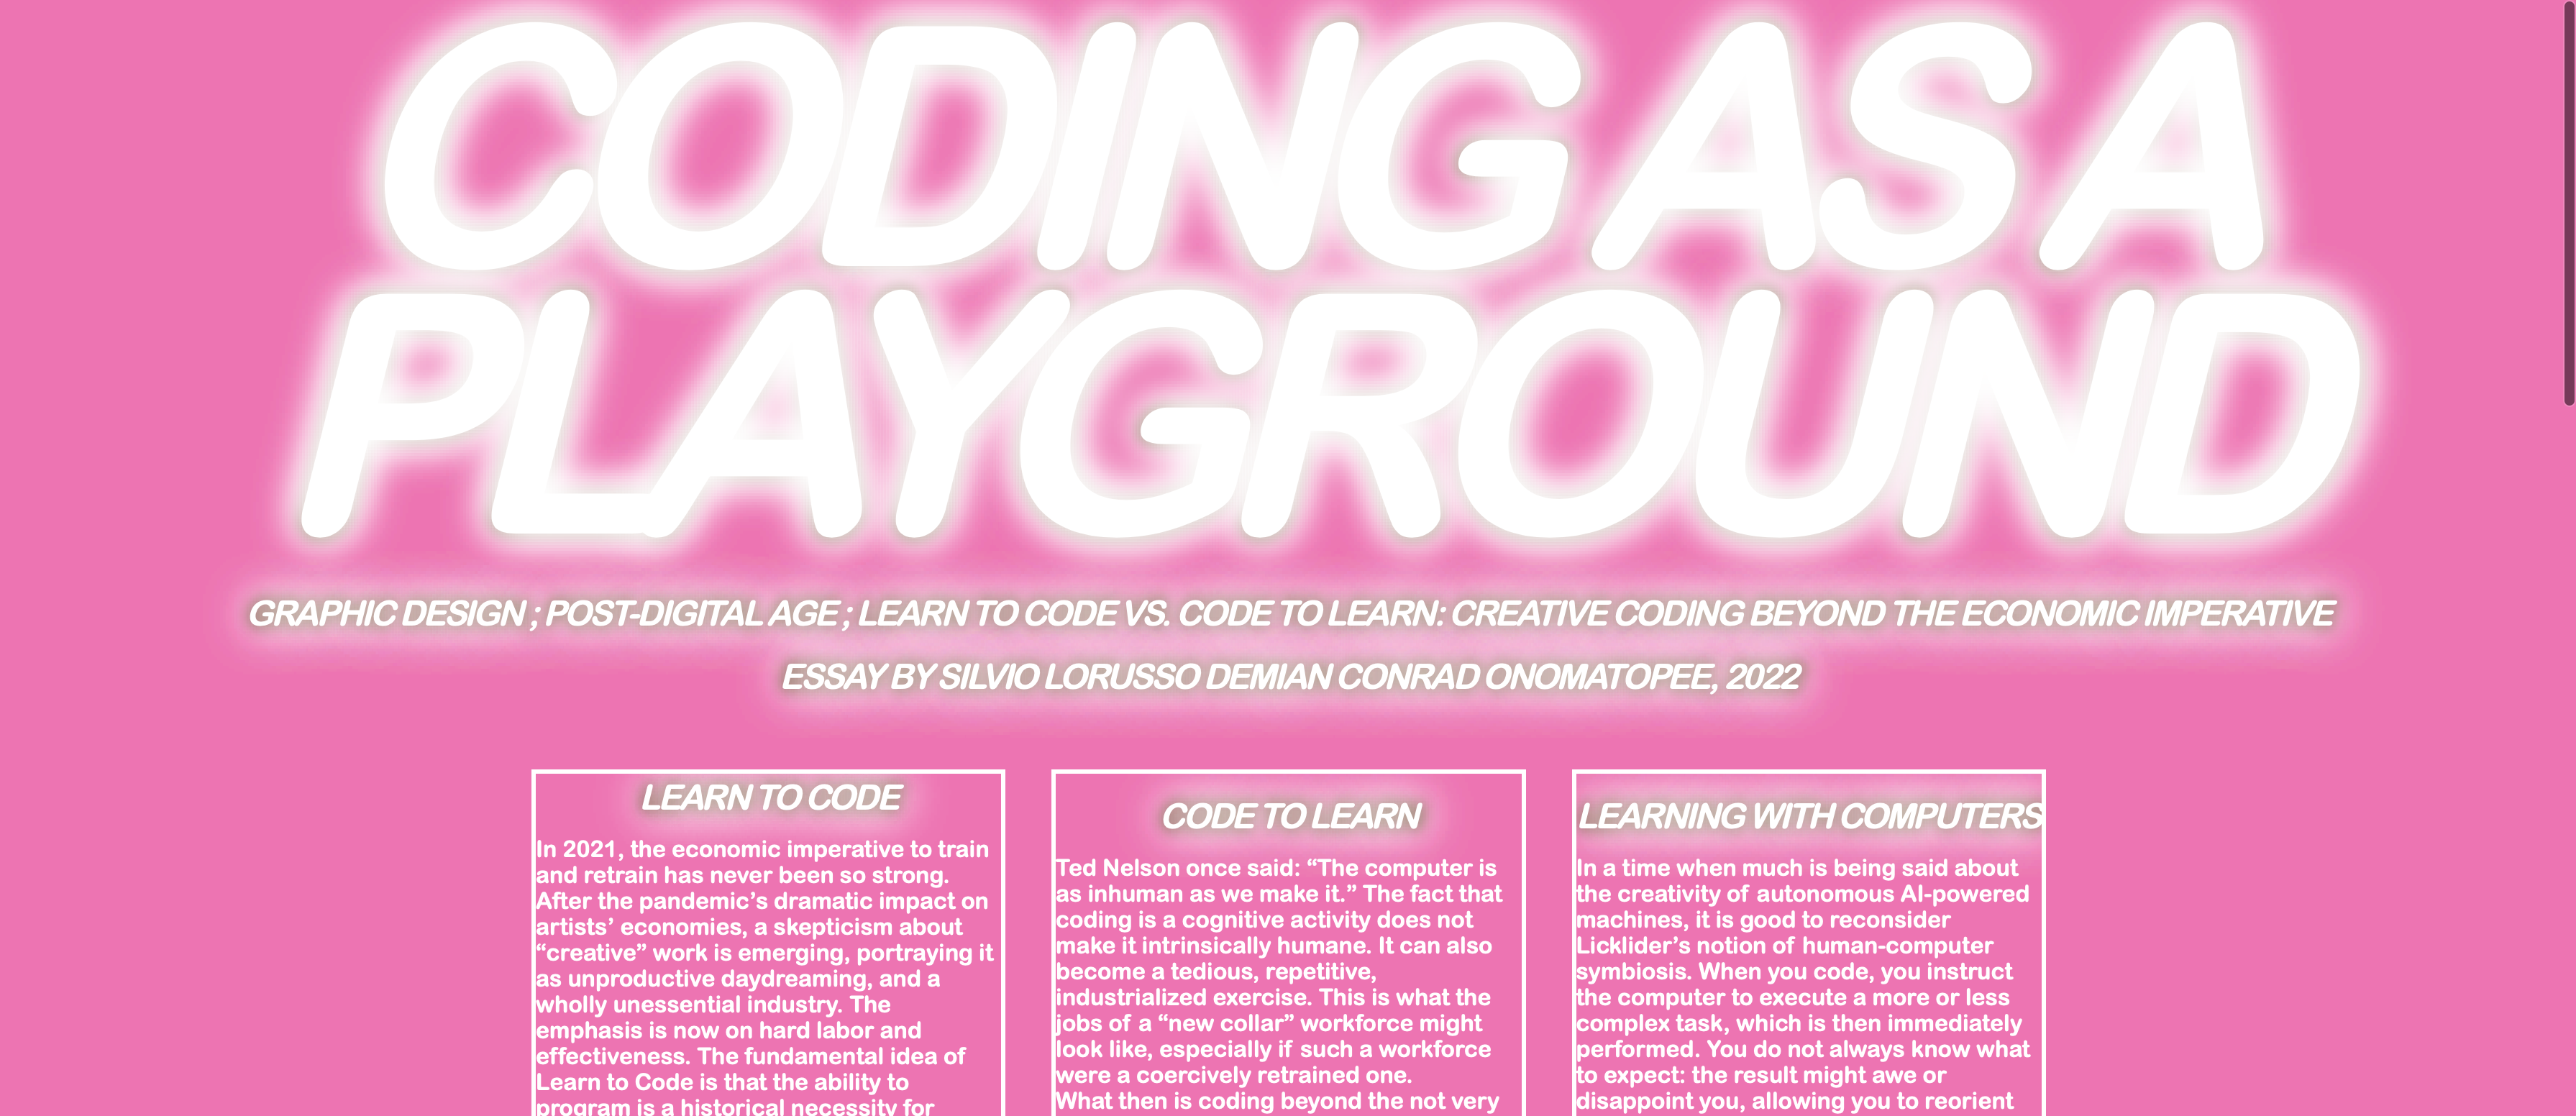 CODING AS A
PLAYGROUND
GRAPHIC DESIGN ; POST-DIGITAL AGE ; LEARN TO CODE VS. CODE TO LEARN: CREATIVE CODING BEYOND THE ECONOMIC IMPERATIVE
ESSAY BY SILVIO LORUSSO DEMIAN CONRAD ONOMATOPEE, 2022
LEARN TO CODE
In 2021, the economic imperative to train
and retrain has never been so strong.
After the pandemic’s dramatic impact on
artists’ economies, a skepticism about
“creative” work is emerging, portraying it
as unproductive daydreaming, and a
wholly unessential industry. The
emphasis is now on hard labor and
effectiveness. The fundamental idea of
Learn to Code is that the ability to
program is a historical necessity for
CODE TO LEARN
Ted Nelson once said: “The computer is
as inhuman as we make it.” The fact that
coding is a cognitive activity does not
make it intrinsically humane. It can also
become a tedious, repetitive,
industrialized exercise. This is what the
jobs of a “new collar” workforce might
look like, especially if such a workforce
were a coercively retrained one.
What then is coding beyond the not very
LEARNING WITH COMPUTERS
In a time when much is being said about
the creativity of autonomous AI-powered
machines, it is good to reconsider
Licklider’s notion of human-computer
symbiosis. When you code, you instruct
the computer to execute a more or less
complex task, which is then immediately
performed. You do not always know what
to expect: the result might awe or
disappoint you, allowing you to reorient